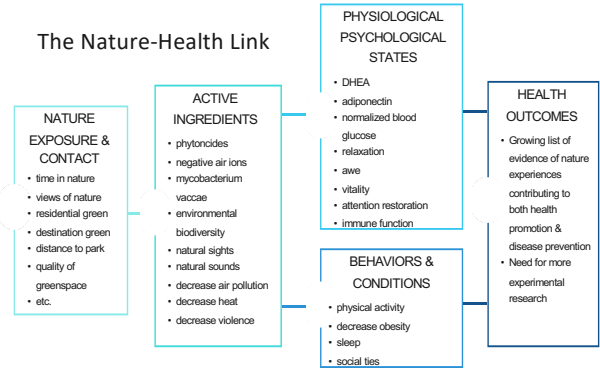 The Nature-Health Link
NATURE
EXPOSURE &
CONTACT
• time in nature
• views of nature
• residential green
• destination green
• distance to park
• quality of
greenspace
• etc.
ACTIVE
INGREDIENTS
• phytoncides
• negative air ions
• mycobacterium
vaccae
• environmental
biodiversity
• natural sights
• natural sounds
• decrease air pollution
• decrease heat
• decrease violence
PHYSIOLOGICAL
PSYCHOLOGICAL
STATES
• DHEA
• adiponectin
• normalized blood
glucose
• relaxation
• awe
• vitality
• attention restoration
• immune function
BEHAVIORS &
CONDITIONS
• physical activity
• decrease obesity
• sleep
• social ties
HEALTH
OUTCOMES
• Growing list of
evidence of nature
experiences
contributing to
both health
promotion &
disease prevention
• Need for more
experimental
research